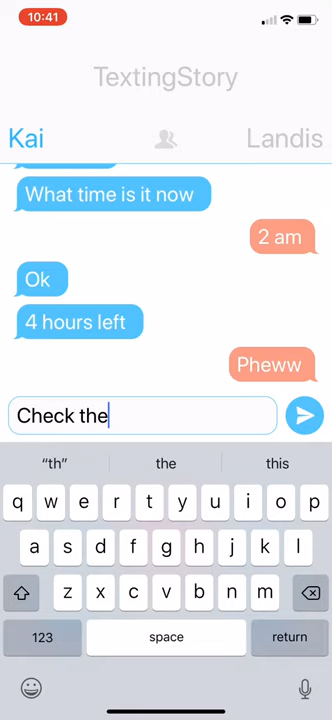 10:41
TextingStory
Kai
Landis
What time is it now
2 am
Ok
4 hours left
Pheww
Check the
“th”
the
this
q w e r t y u i o p
a s d f g h j k l
z x c v b n m
123
space
return